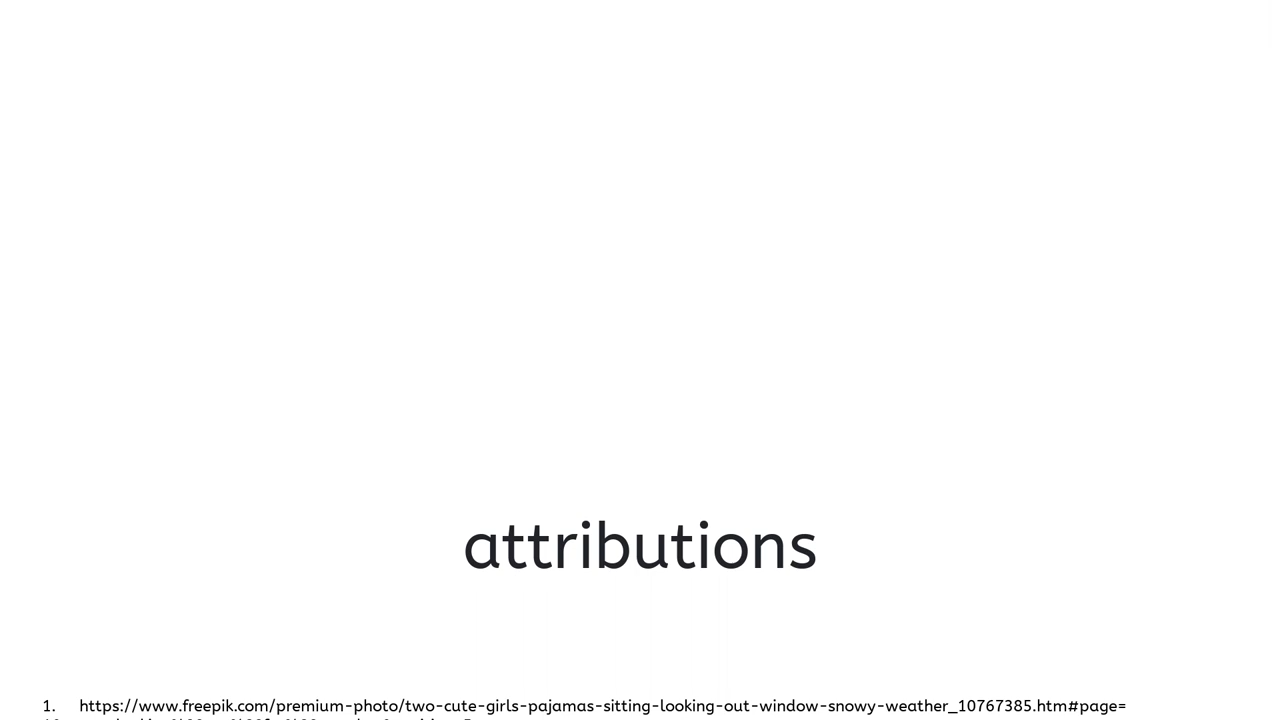 attributions
1. https://www.freepik.com/premium-photo/two-cute-girls-pajamas-sitting-looking-out-window-snowy-weather_10767385.htm#page=